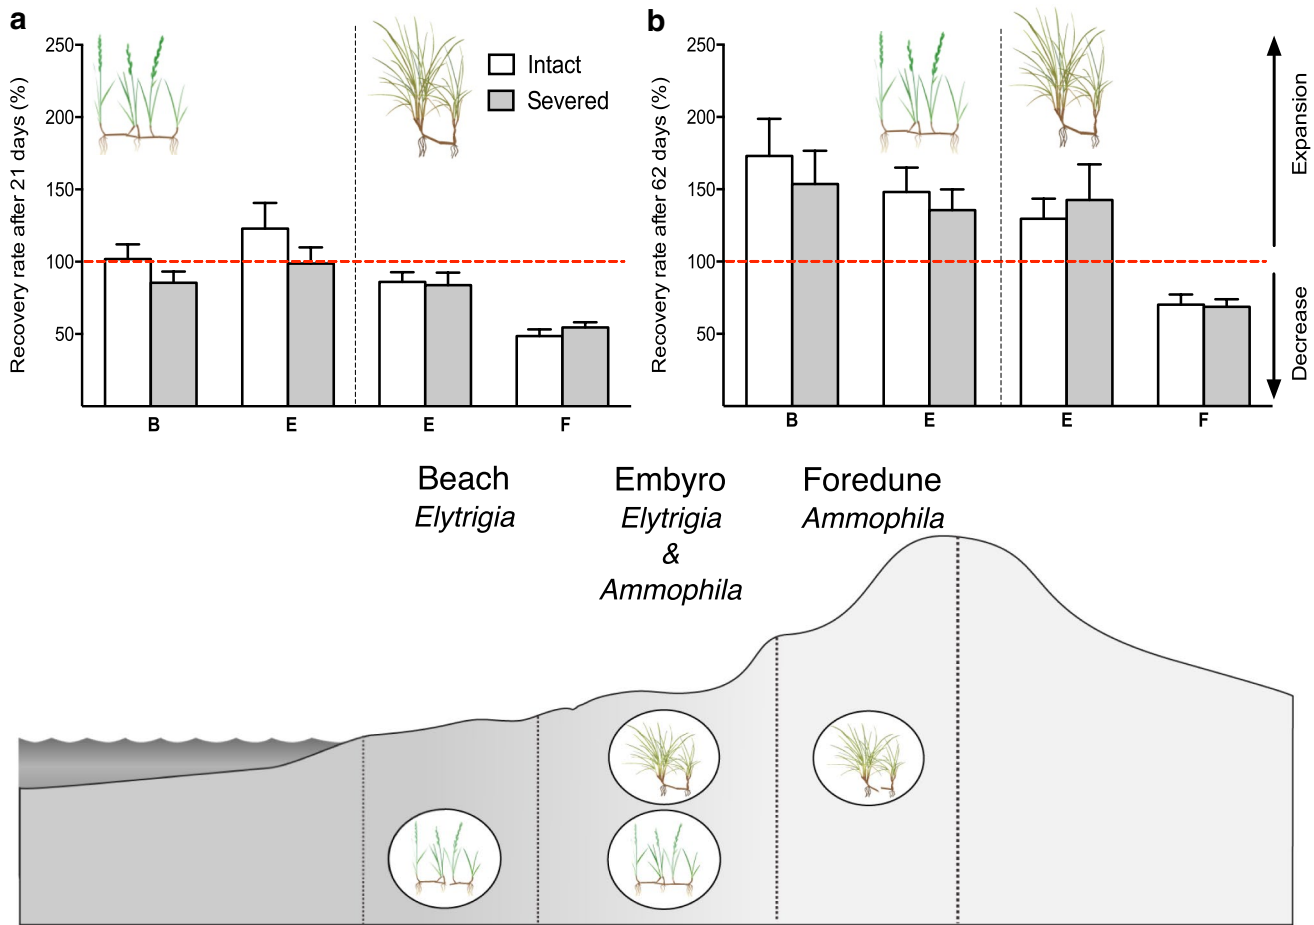 a
Recovery rate after 21 days (%)
250
200
150
100
50
Intact
Severed
B
E
E
F
b
Recovery rate after 62 days (%)
250
200
150
100
50
Expansion
Decrease
B
E
E
F
Beach
Elytrigia
Embyro
Elytrigia
&
Ammophila
Foredune
Ammophila